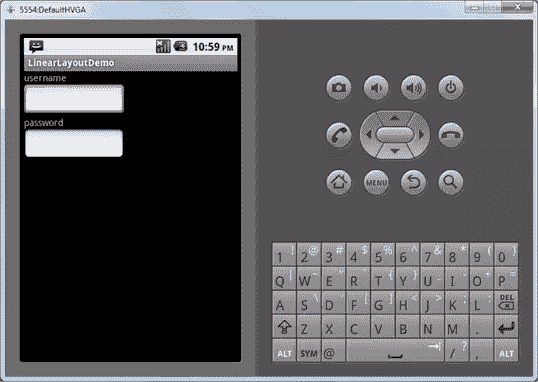 5554:DefaultHVGA
10:59 PM
LinearLayoutDemo
username
password
MENU
1 ! 2 @ 3 # 4 $ 5 % 6 ^ 7 & 8 * 9 ( 0 )
Q W ~ E " R T { Y } U _ I - O + P =
A S \ D ' F [ G ] H < J > K ; L : DEL
Z X C V B N M .
ALT SYM @ / ? , ALT